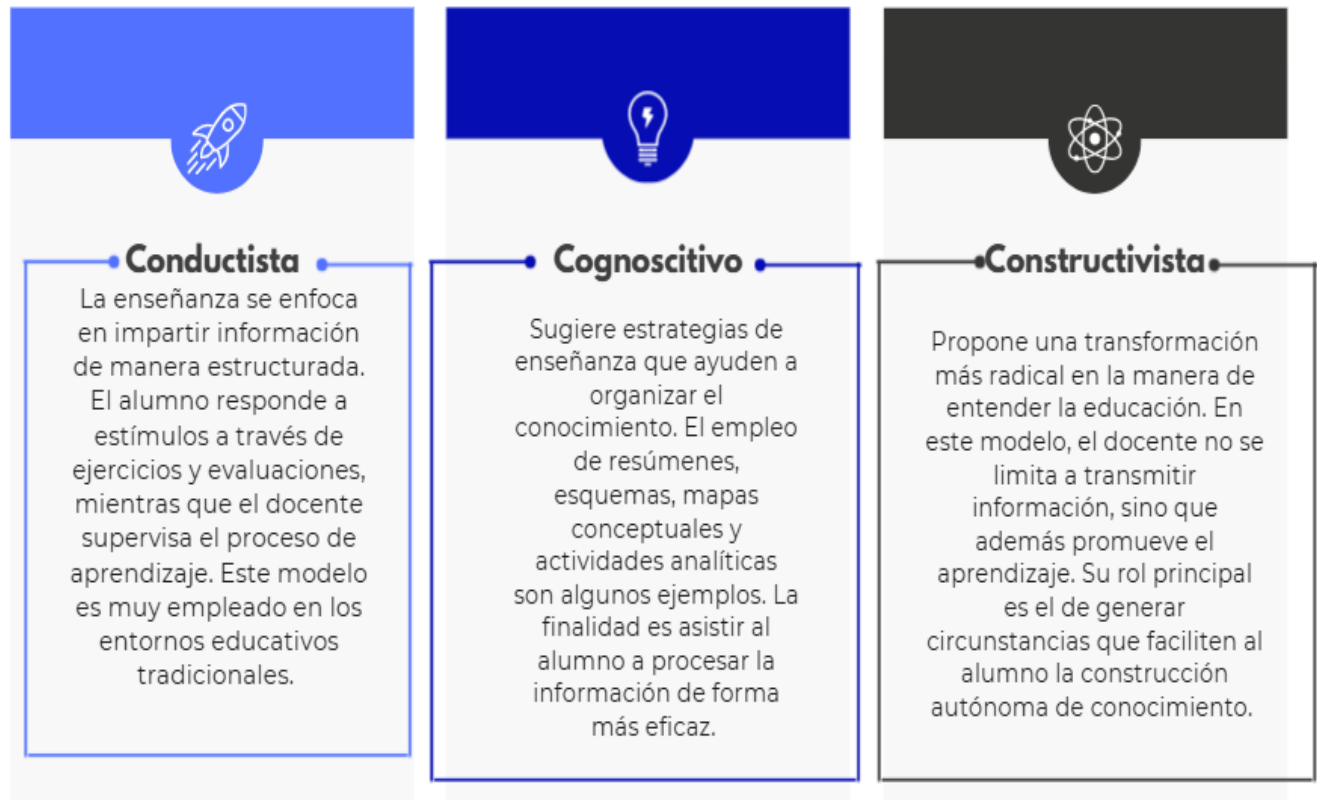 Conductista
La enseñanza se enfoca
en impartir información
de manera estructurada.
El alumno responde a
estímulos a través de
ejercicios y evaluaciones,
mientras que el docente
supervisa el proceso de
aprendizaje. Este modelo
es muy empleado en los
entornos educativos
tradicionales.
Cognoscitivo
Sugiere estrategias de
enseñanza que ayuden a
organizar el
conocimiento. El empleo
de resúmenes,
esquemas, mapas
conceptuales y
actividades analíticas
son algunos ejemplos. La
finalidad es asistir al
alumno a procesar la
información de forma
más eficaz.
Constructivista
Propone una transformación
más radical en la manera de
entender la educación. En
este modelo, el docente no se
limita a transmitir
información, sino que
además promueve el
aprendizaje. Su rol principal
es el de generar
circunstancias que faciliten al
alumno la construcción
autónoma de conocimiento.